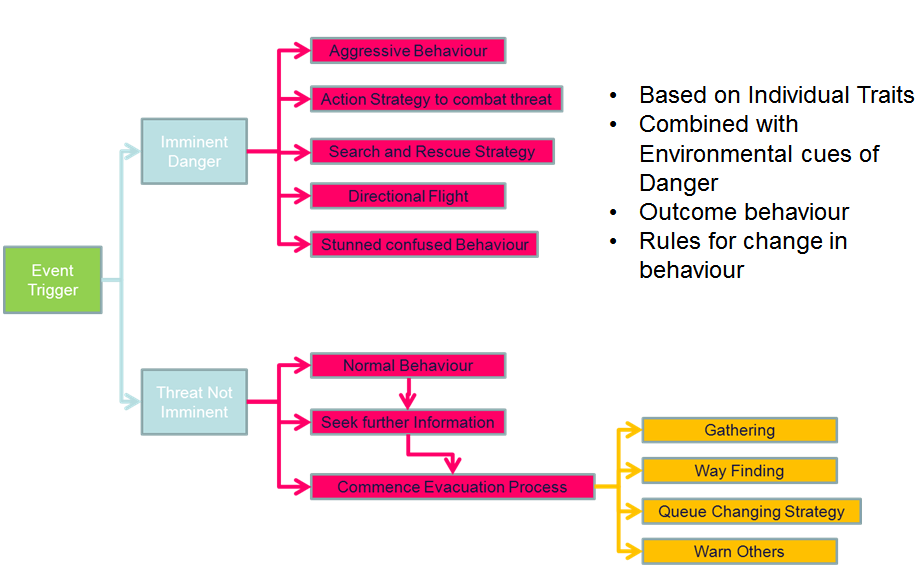 Aggressive Behaviour
Action Strategy to combat threat
Imminent
Danger
Search and Rescue Strategy
Directional Flight
Stunned confused Behaviour
• Based on Individual Traits
• Combined with
Environmental cues of
Danger
• Outcome behaviour
• Rules for change in
behaviour
Event
Trigger
Threat Not
Imminent
Normal Behaviour
Seek further Information
Commence Evacuation Process
Gathering
Way Finding
Queue Changing Strategy
Warn Others